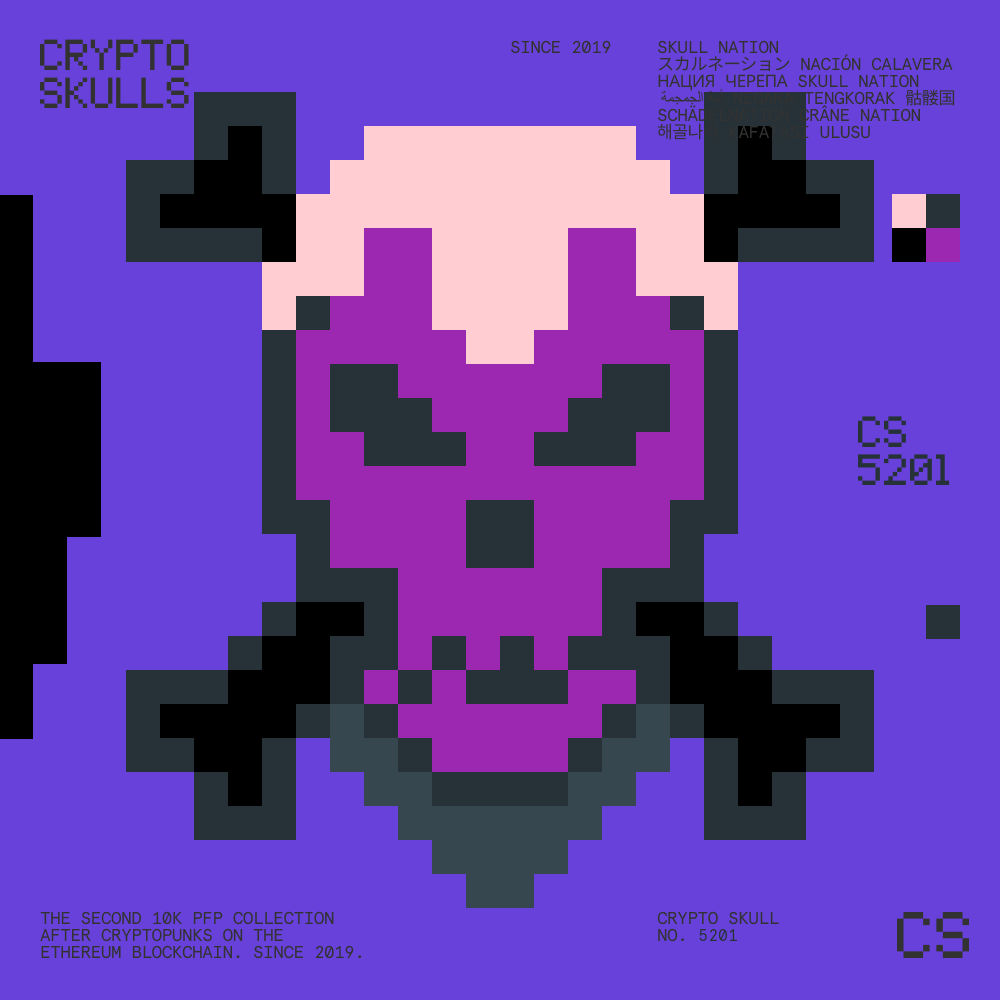 CRYPTO
SKULLS
SINCE 2019
SKULL NATION
スカルネーション NACIÓN CALAVERA
НАЦИЯ ЧЕРЕПА SKULL NATION
TENGKORAK 骷髅国
CRÂNE NATION
해골 ULUSU
CS
5201
THE SECOND 10K PFP COLLECTION
AFTER CRYPTOPUNKS ON THE
ETHEREUM BLOCKCHAIN. SINCE 2019.
CRYPTO SKULL
NO. 5201
CS